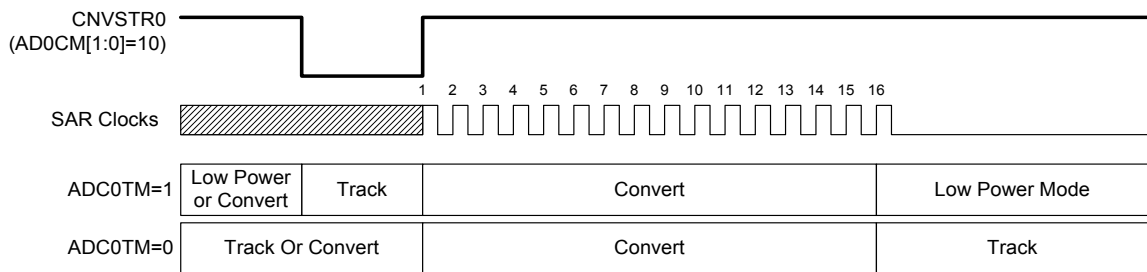 CNVSTR0
(AD0CM[1:0]=10)
1 2 3 4 5 6 7 8 9 10 11 12 13 14 15 16
SAR Clocks
ADC0TM=1
Low Power
or Convert
Track
Convert
Low Power Mode
ADC0TM=0
Track Or Convert
Convert
Track